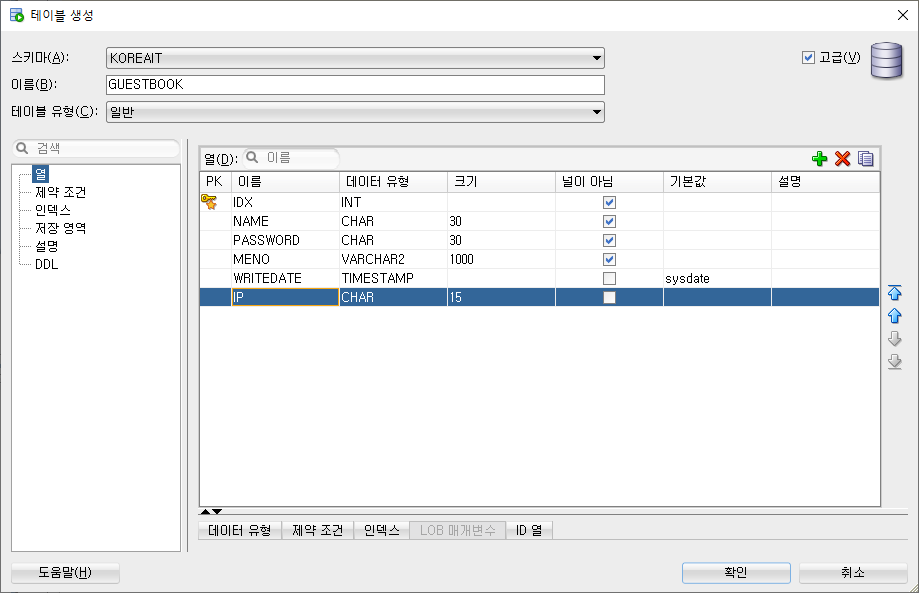 테이블 생성
스키마(A): KOREAIT 고급(V)
이름(B): GUESTBOOK
테이블 유형(C): 일반
검색
열
제약 조건
인덱스
저장 영역
설명
DDL
열(D): 이름
PK 이름 데이터 유형 크기 널이 아님 기본값 설명
IDX INT
NAME CHAR 30
PASSWORD CHAR 30
MENO VARCHAR2 1000
WRITEDATE TIMESTAMP sysdate
IP CHAR 15
데이터 유형 제약 조건 인덱스 LOB 매개변수 ID 열
도움말(H) 확인 취소